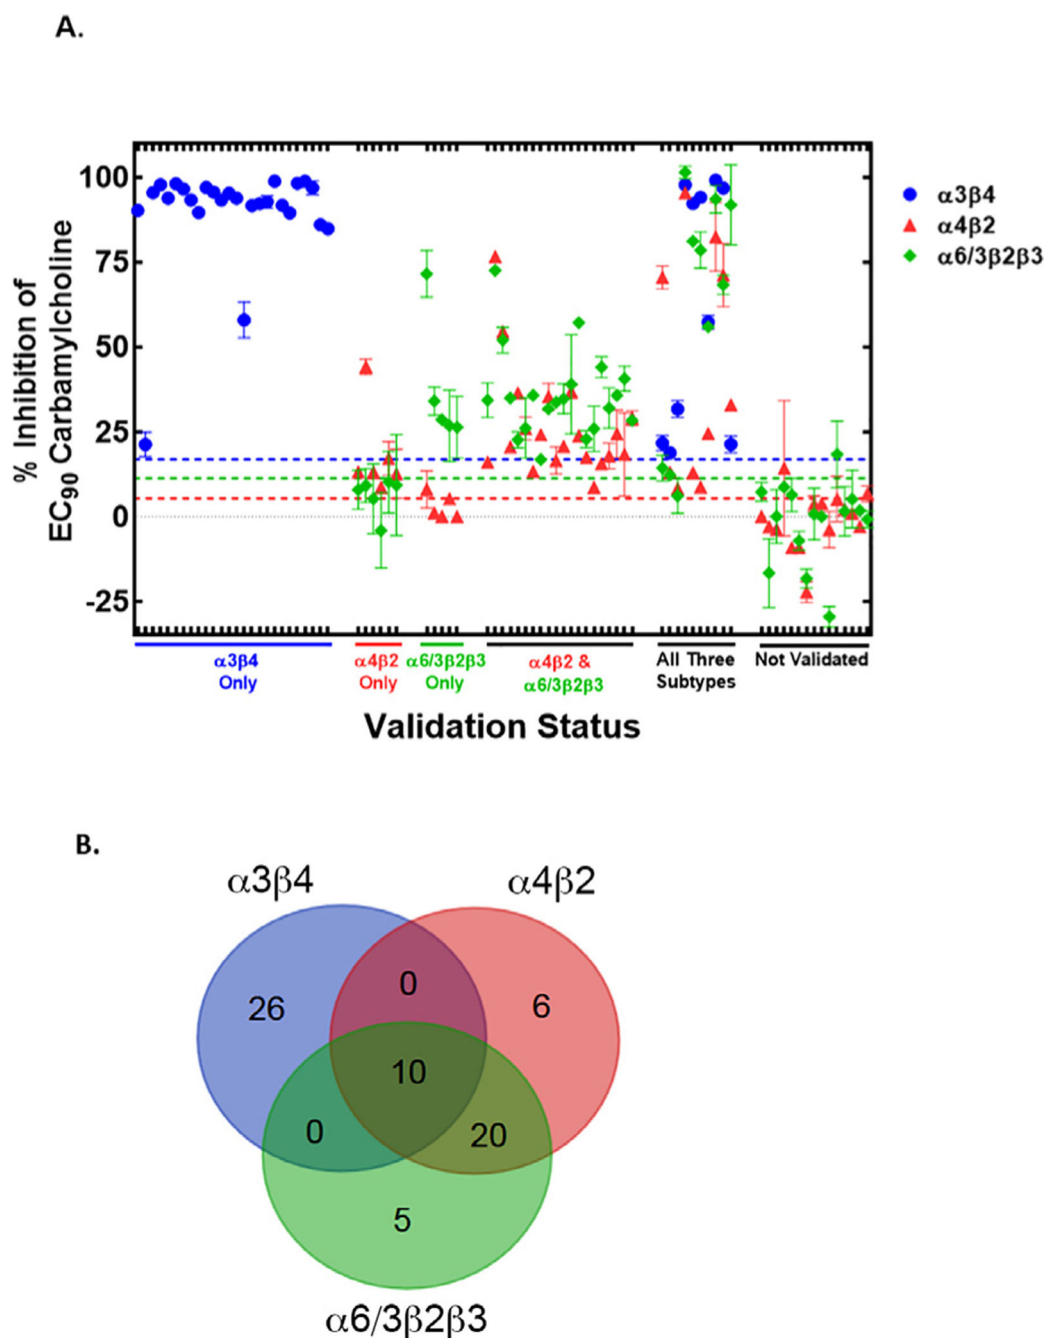 A.
% Inhibition of
EC90 Carbamylcholine
100
75
50
25
0
-25
α3β4
α4β2
α6/3β2β3
α3β4
Only
α4β2
Only
α6/3β2β3
Only
α4β2 &
α6/3β2β3
All Three
Subtypes
Not Validated
Validation Status
B.
α3β4
α4β2
26
0
6
10
0
20
5
α6/3β2β3